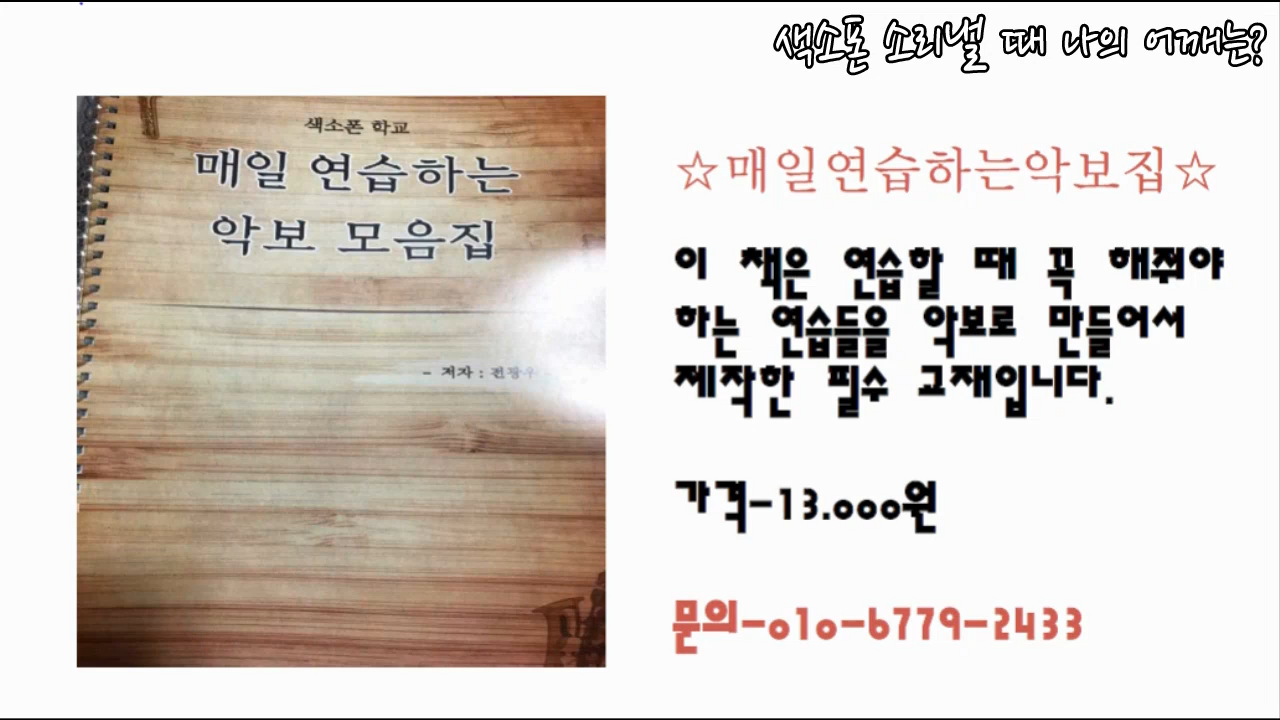 색소폰 소리낼 때 나의 어깨는?
색소폰 학교
매일 연습하는
악보 모음집
- 저자 : 전광우 -
☆매일연습하는악보집☆
이 책은 연습할 때 꼭 해줘야
하는 연습들을 악보로 만들어서
제작한 필수 교재입니다.
가격-13.000원
문의-010-6779-2433